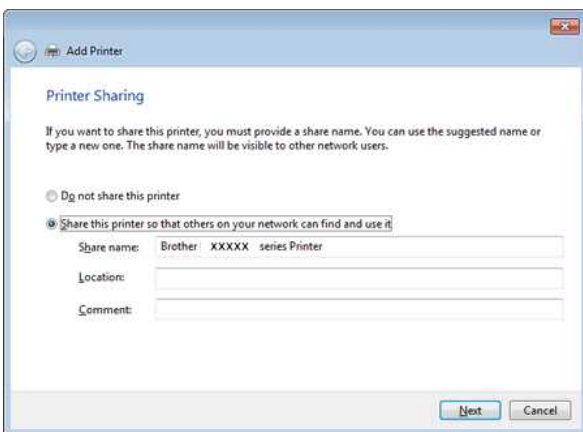 Add Printer
Printer Sharing
If you want to share this printer, you must provide a share name. You can use the suggested name or
type a new one. The share name will be visible to other network users.
Do not share this printer
Share this printer so that others on your network can find and use it
Share name: Brother XXXXX series Printer
Location:
Comment:
Next Cancel